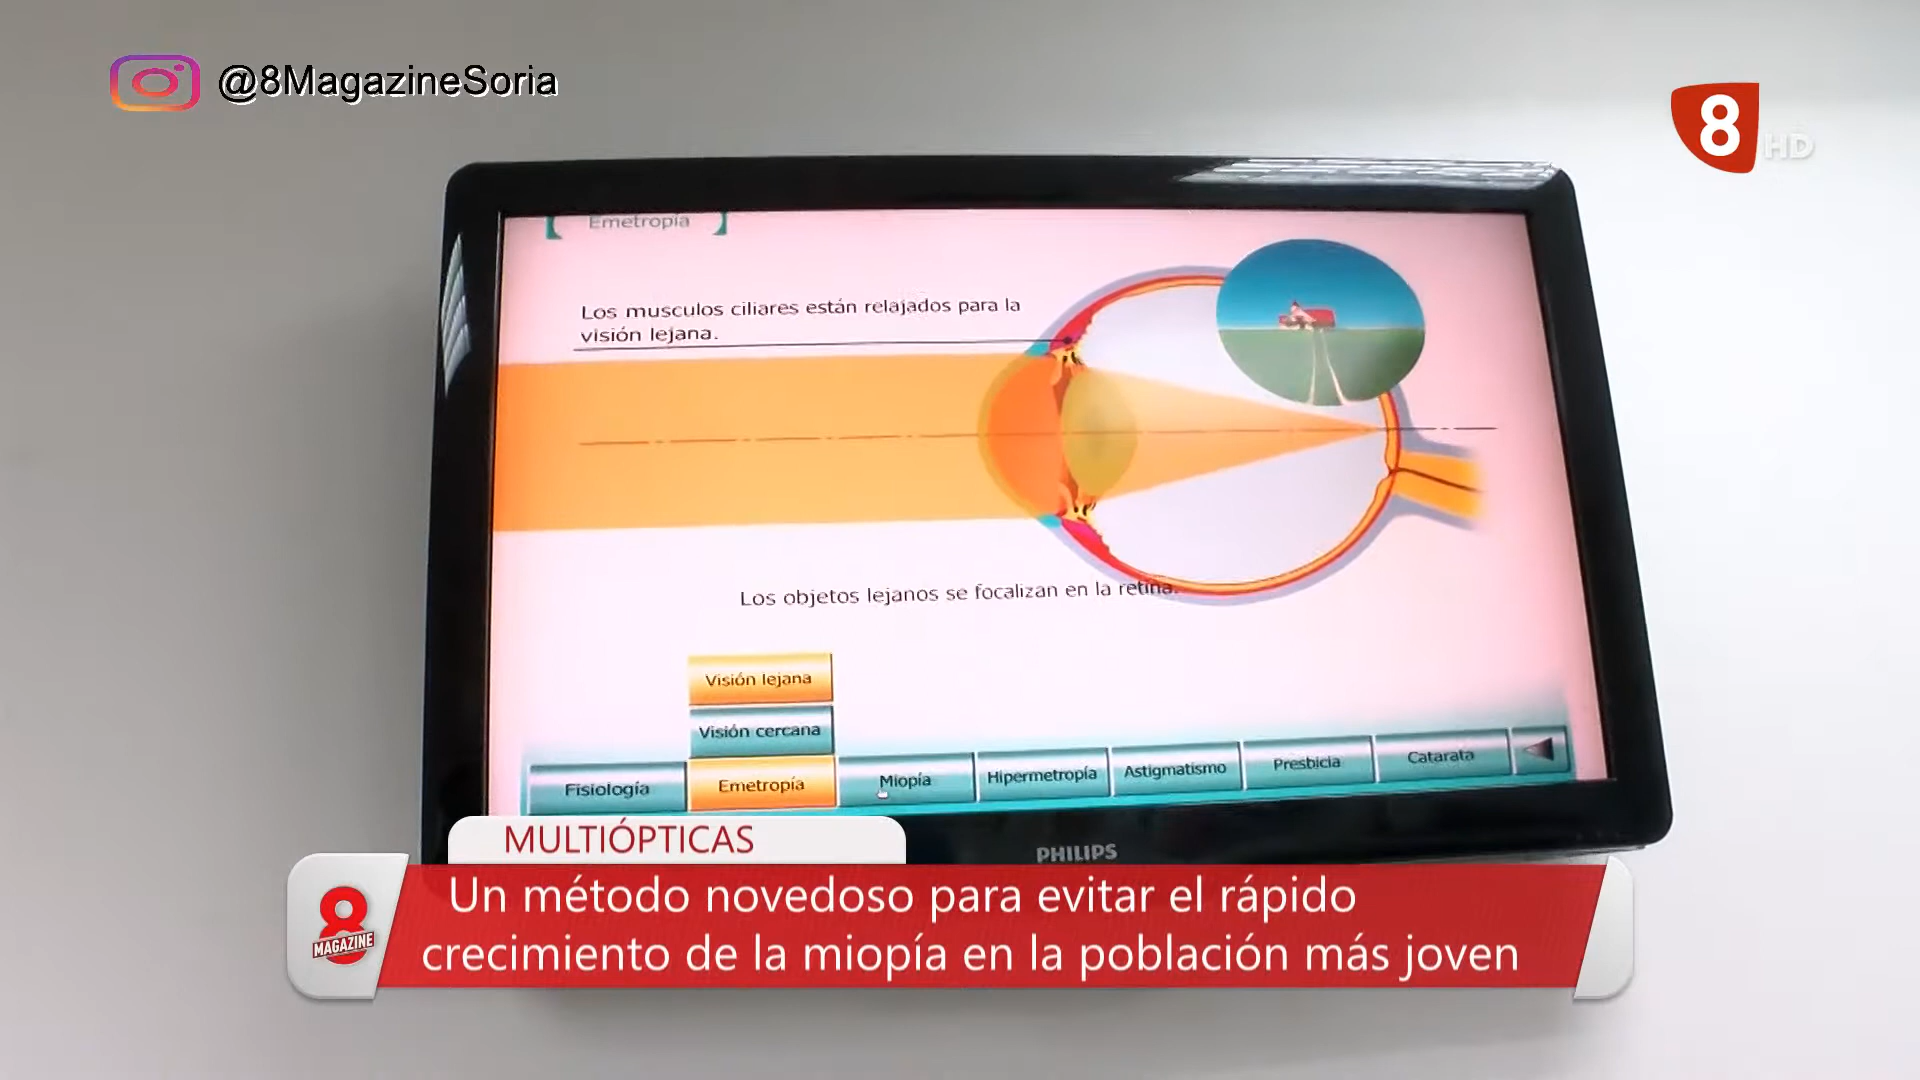 @8MagazineSoria
8 HD
Emetropía
Los musculos ciliares están relajados para la
visión lejana.
Los objetos lejanos se focalizan en la retina.
Visión lejana
Visión cercana
Fisiología
Emetropía
Miopía
Hipermetropía
Astigmatismo
Presbicia
Catarata
PHILIPS
MULTIÓPTICAS
8 MAGAZINE
Un método novedoso para evitar el rápido
crecimiento de la miopía en la población más joven